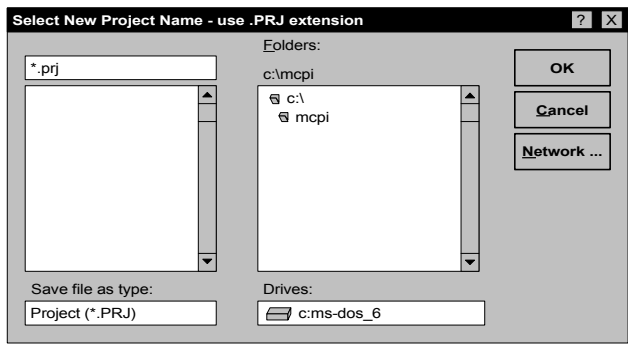 Select New Project Name - use .PRJ extension ? X
Folders:
*.prj
c:\mcpi
OK
c:\
mcpi
Cancel
Network ...
Save file as type:
Drives:
Project (*.PRJ)
c:ms-dos_6